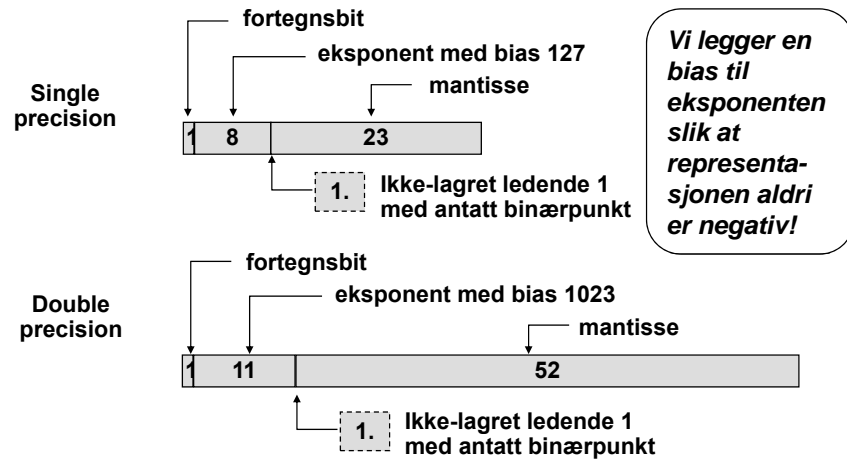 fortegnsbit
eksponent med bias 127
mantisse
Single
precision
1 8 23
1.
Ikke-lagret ledende 1
med antatt binærpunkt
Vi legger en
bias til
eksponenten
slik at
representa-
sjonen aldri
er negativ!
fortegnsbit
eksponent med bias 1023
mantisse
Double
precision
1 11 52
1.
Ikke-lagret ledende 1
med antatt binærpunkt